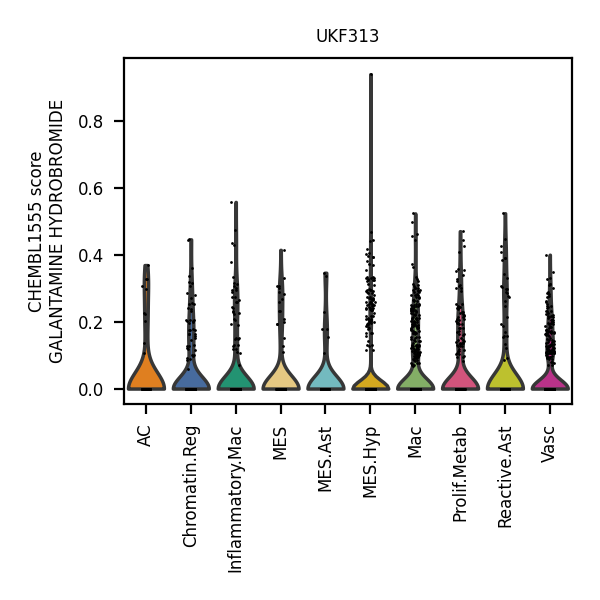 UKF313
CHEMBL1555 score
GALANTAMINE HYDROBROMIDE
0.8
0.6
0.4
0.2
0.0
AC
Chromatin.Reg
Inflammatory.Mac
MES
MES.Ast
MES.Hyp
Mac
Prolif.Metab
Reactive.Ast
Vasc